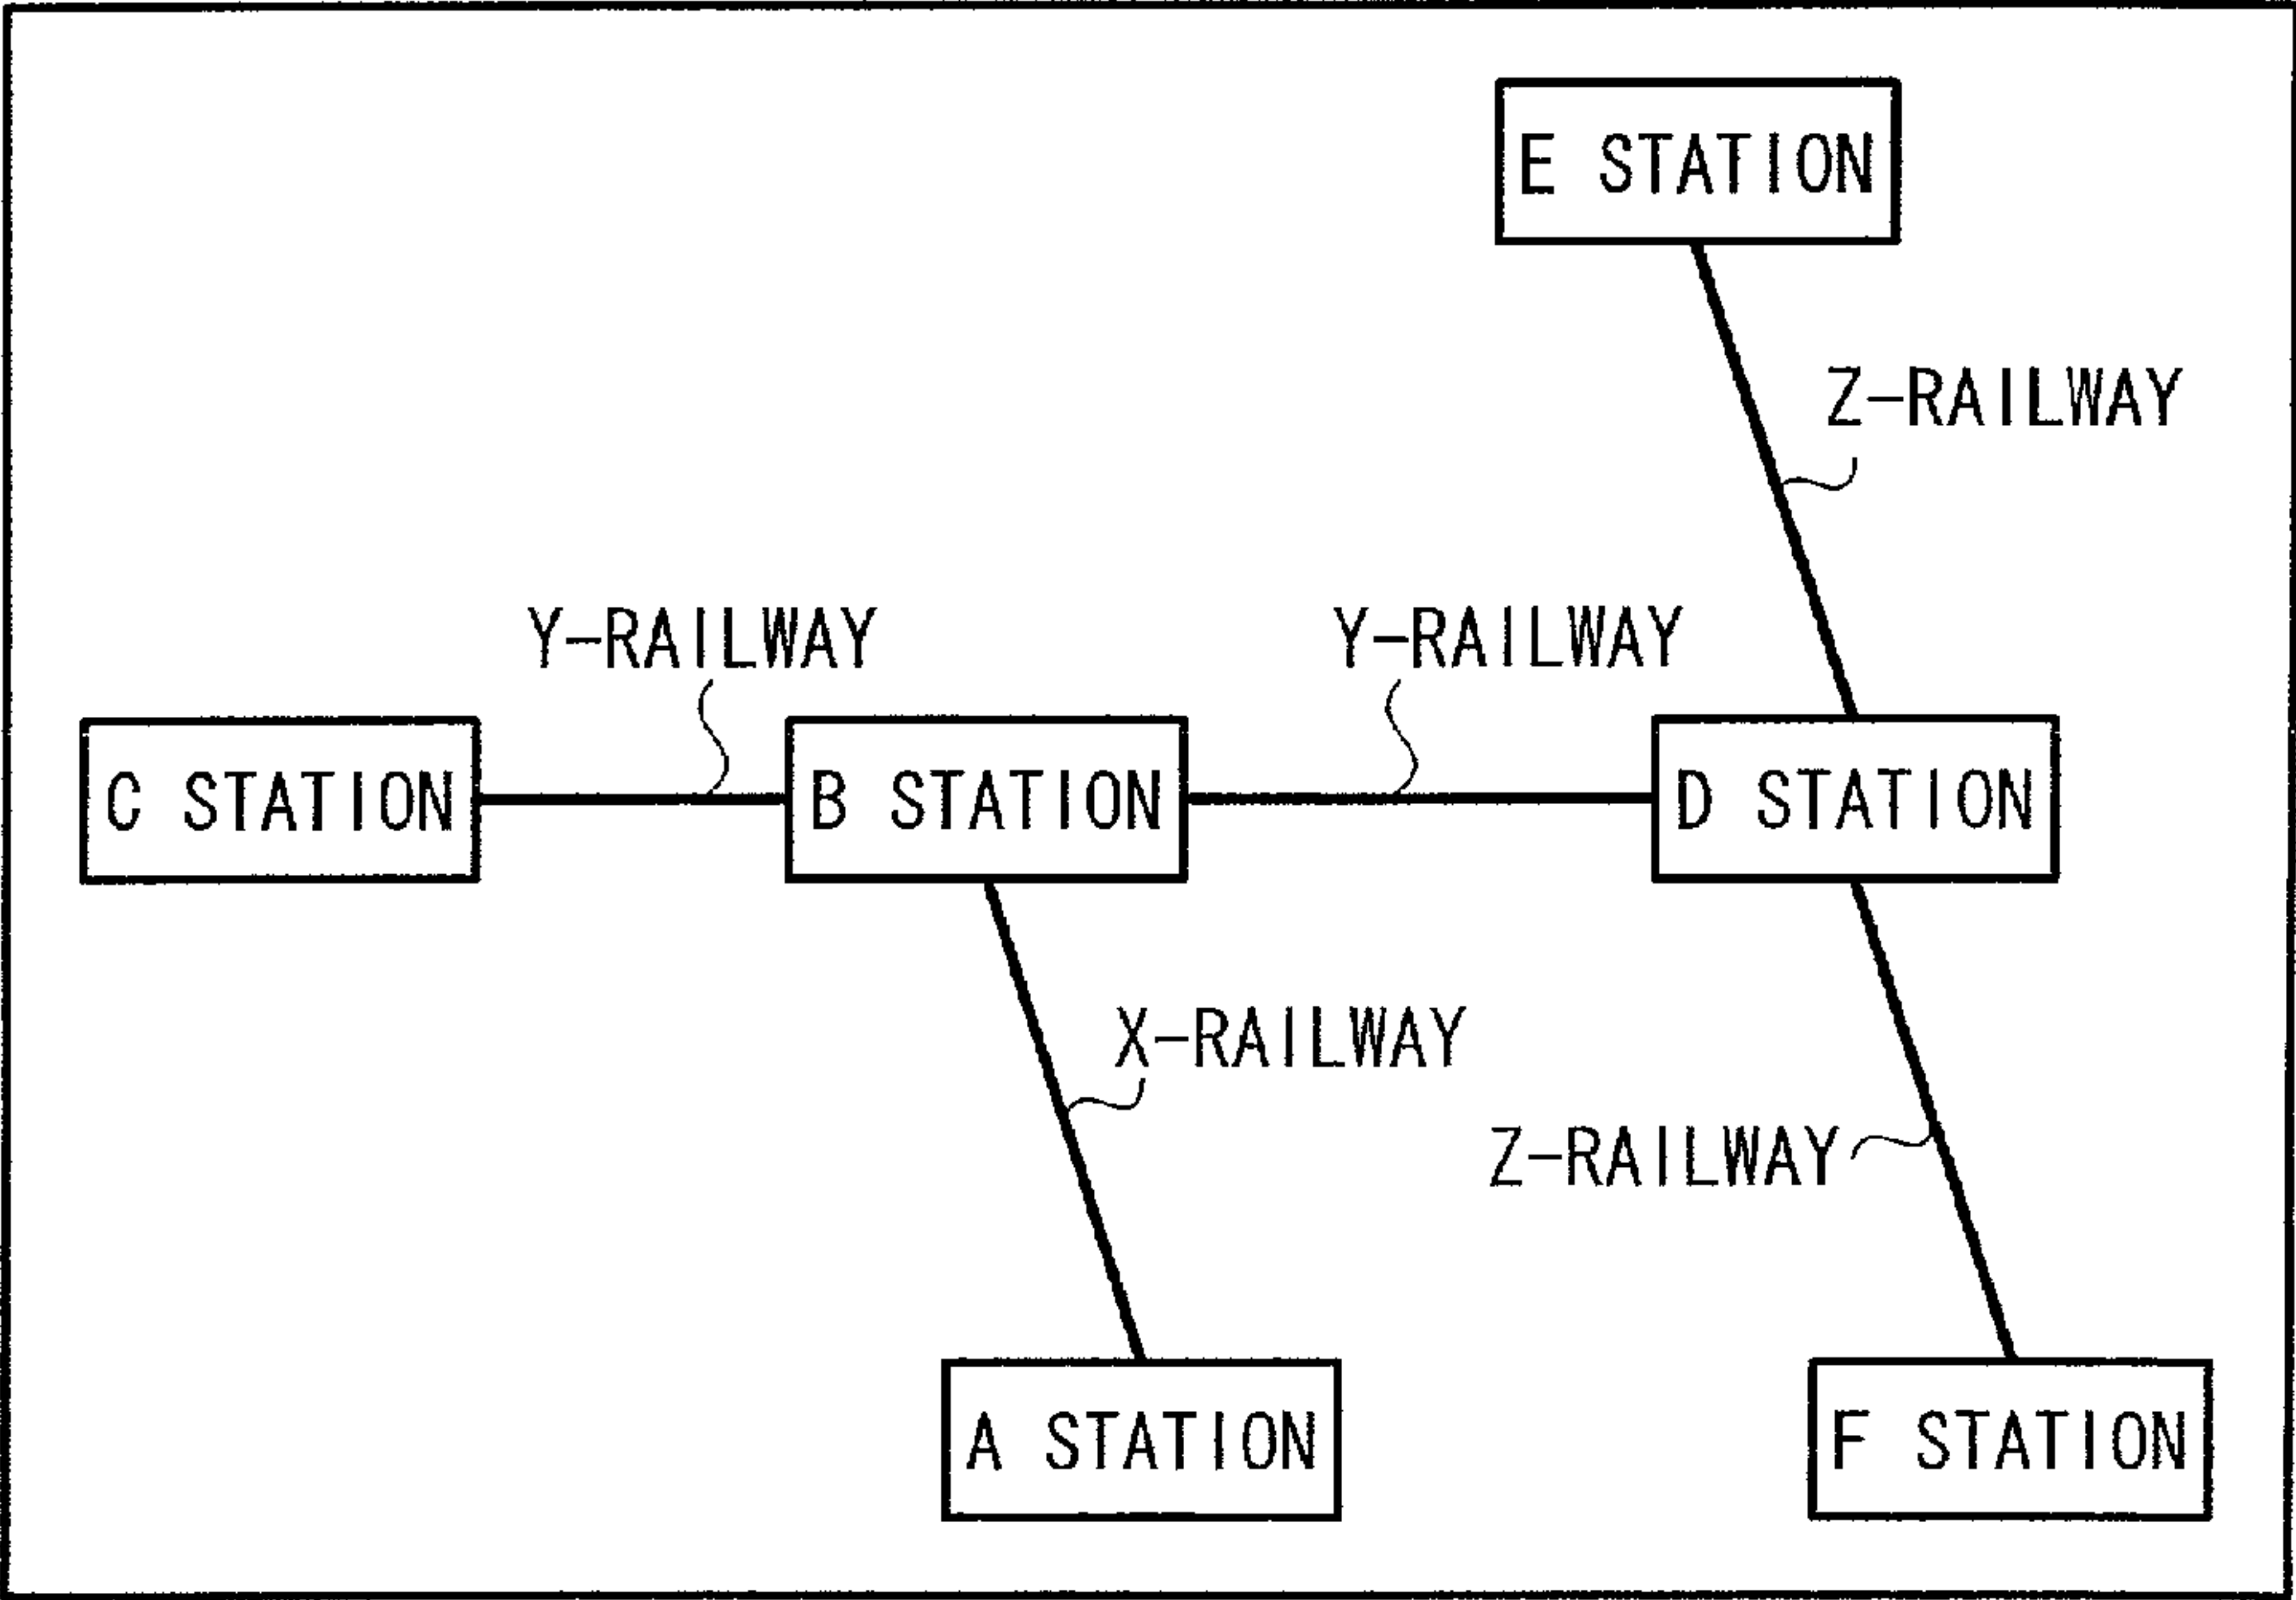 E STATION
Z-RAILWAY
Y-RAILWAY
Y-RAILWAY
C STATION
B STATION
D STATION
X-RAILWAY
Z-RAILWAY
A STATION
F STATION